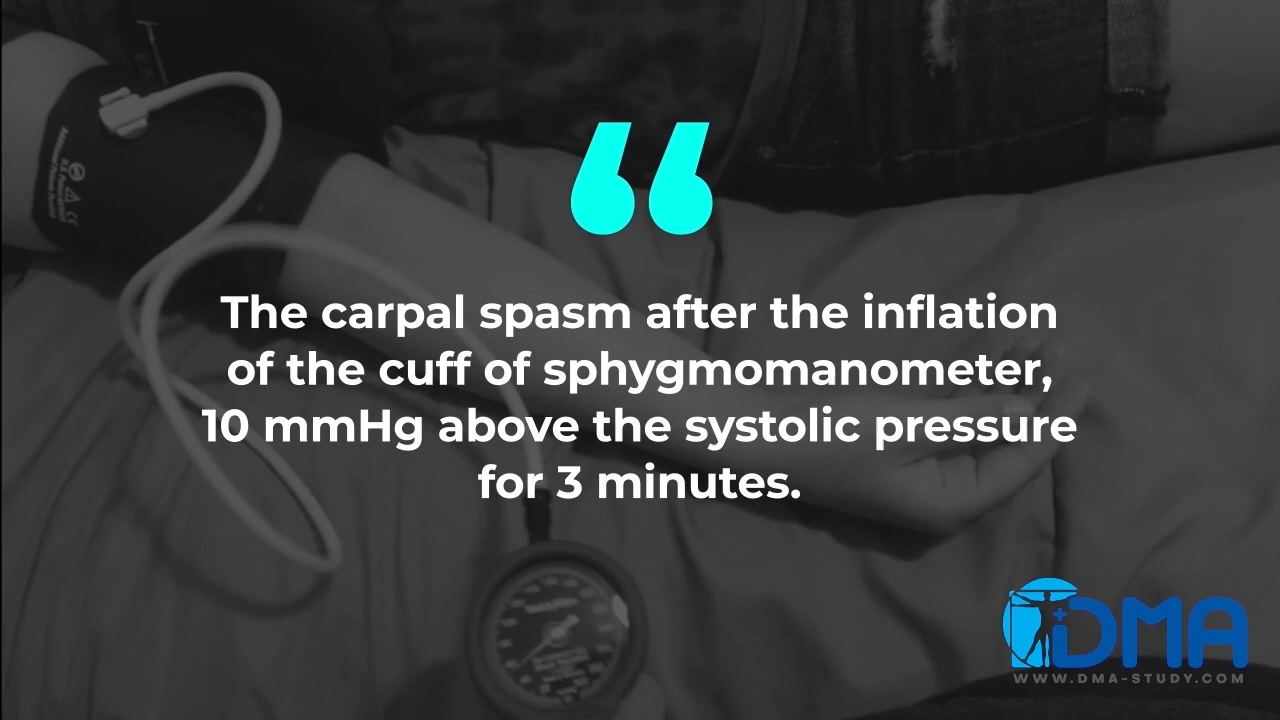 “
The carpal spasm after the inflation
of the cuff of sphygmomanometer,
10 mmHg above the systolic pressure
for 3 minutes.
DMA
WWW.DMA-STUDY.COM